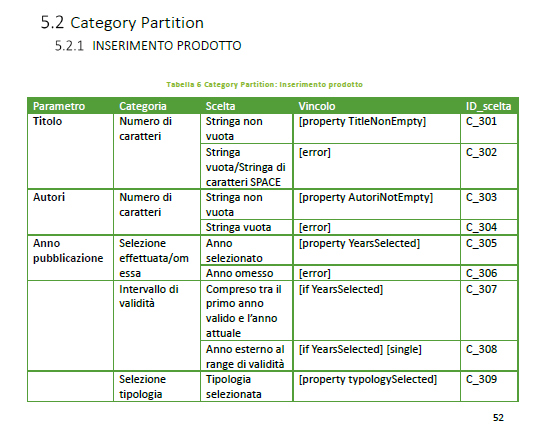 5.2 Category Partition
5.2.1 INSERIMENTO PRODOTTO
Tabella 6 Category Partition: Inserimento prodotto
Parametro Categoria Scelta Vincolo ID_scelta
Titolo Numero di caratteri Stringa non vuota [property TitleNonEmpty] C_301
Stringa vuota/Stringa di caratteri SPACE [error] C_302
Autori Numero di caratteri Stringa non vuota [property AutoriNotEmpty] C_303
Stringa vuota [error] C_304
Anno pubblicazione Selezione effettuata/om essa Anno selezionato [property YearsSelected] C_305
Anno omesso [error] C_306
Intervallo di validità Compreso tra il primo anno valido e l'anno attuale [if YearsSelected] C_307
Anno esterno al range di validità [if YearsSelected] [single] C_308
Selezione tipologia Tipologia selezionata [property typologySelected] C_309
52